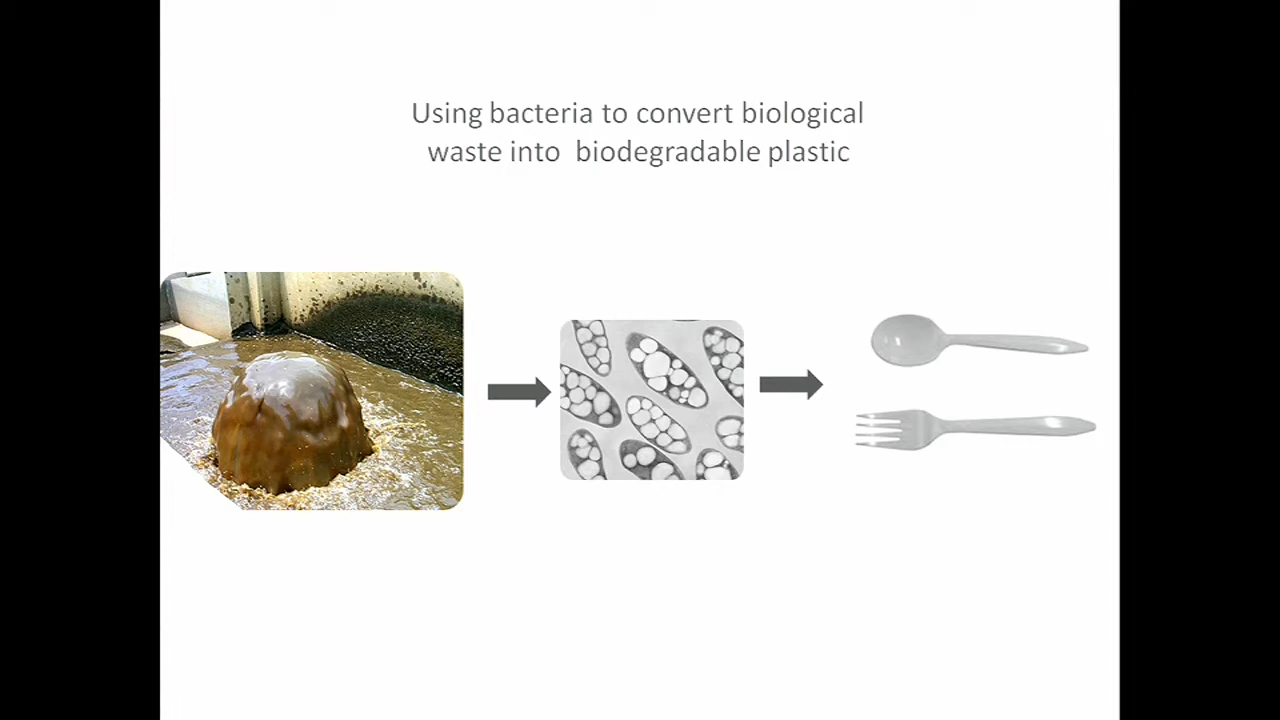 Using bacteria to convert biological
waste into  biodegradable plastic